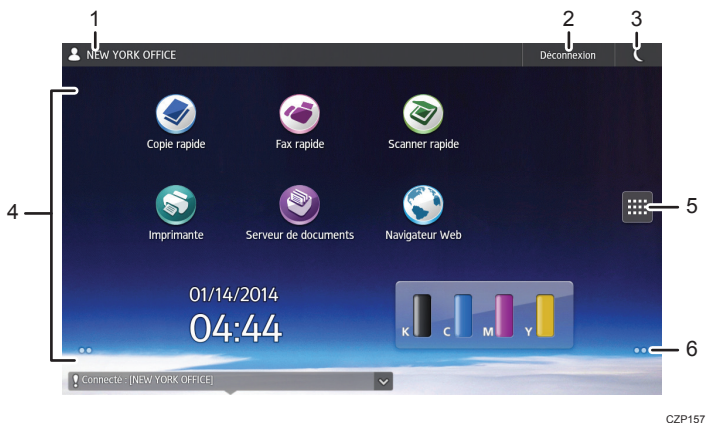 1
2
3
NEW YORK OFFICE
Déconnexion
Copie rapide
Fax rapide
Scanner rapide
4
5
Imprimante
Serveur de documents
Navigateur Web
01/14/2014
04:44
K
C
M
Y
6
Connecté : [NEW YORK OFFICE]
CZP157